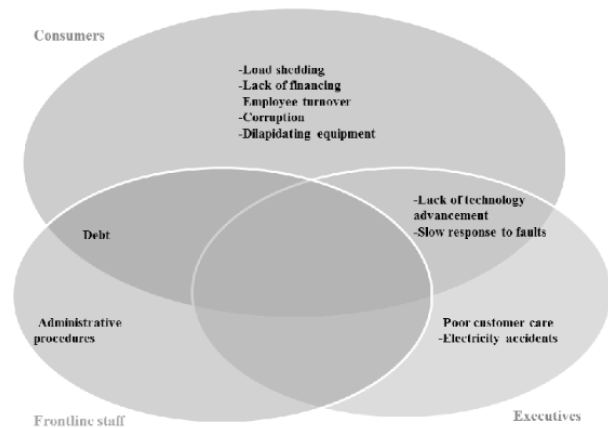 Consumers
-Load shedding
-Lack of financing
Employee turnover
-Corruption
-Dilapidating equipment
-Lack of technology
advancement
-Slow response to faults
Debt
Administrative
procedures
Poor customer care
-Electricity accidents
Frontline staff
Executives